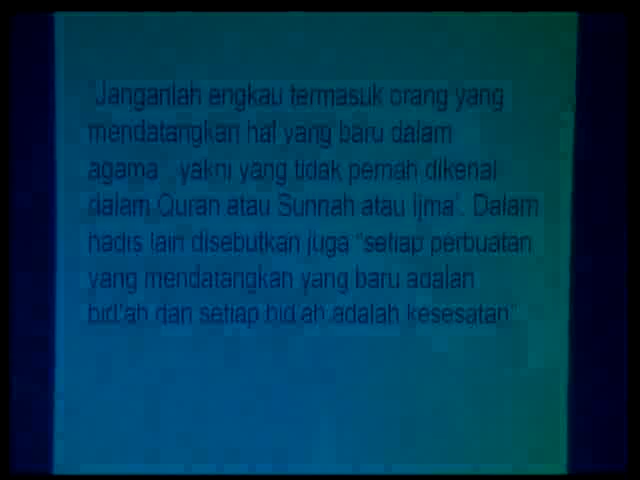 "Janganlah engkau termasuk orang yang
mendatangkan hal yang baru dalam
agama yakni yang tidak pernah dikenal
dalam Quran atau Sunnah atau Ijma'. Dalam
hadis lain disebutkan juga "setiap perbuatan
yang mendatangkan yang baru adalah
bid'ah dan setiap bid'ah adalah kesesatan"